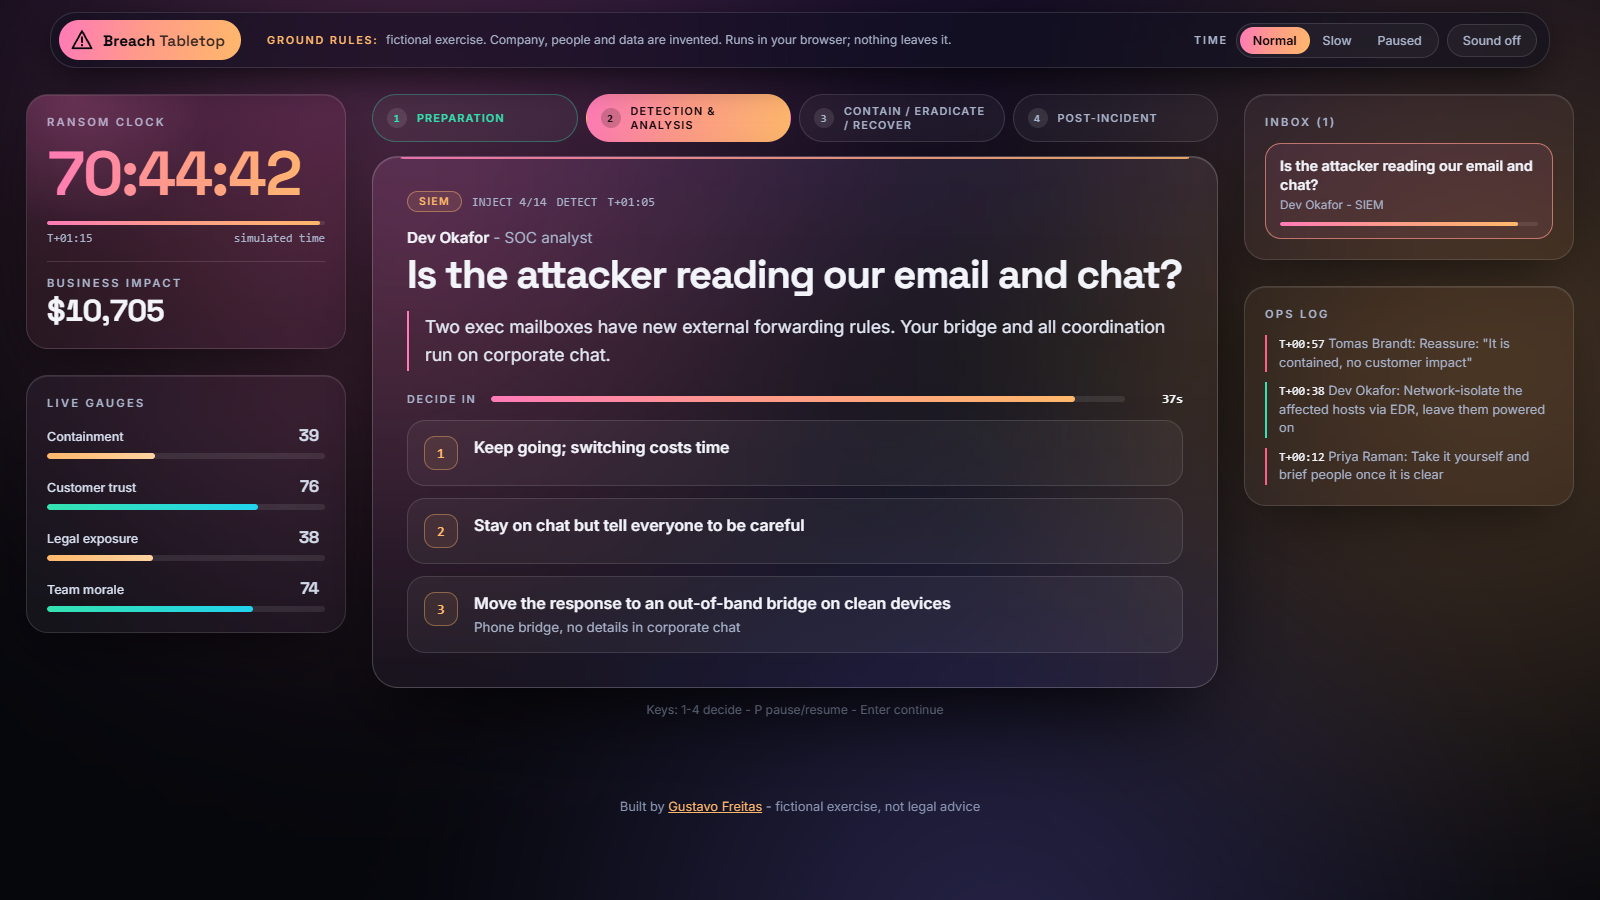 Breach Tabletop
GROUND RULES: fictional exercise. Company, people and data are invented. Runs in your browser; nothing leaves it.
TIME
Normal
Slow
Paused
Sound off
RANSOM CLOCK
70:44:42
T+01:15
simulated time
BUSINESS IMPACT
$10,705
LIVE GAUGES
Containment
39
Customer trust
76
Legal exposure
38
Team morale
74
1 PREPARATION
2 DETECTION &
ANALYSIS
3 CONTAIN / ERADICATE
/ RECOVER
4 POST-INCIDENT
SIEM INJECT 4/14 DETECT T+01:05
Dev Okafor - SOC analyst
Is the attacker reading our email and chat?
Two exec mailboxes have new external forwarding rules. Your bridge and all coordination
run on corporate chat.
DECIDE IN
37s
1 Keep going; switching costs time
2 Stay on chat but tell everyone to be careful
3 Move the response to an out-of-band bridge on clean devices
Phone bridge, no details in corporate chat
Keys: 1-4 decide - P pause/resume - Enter continue
INBOX (1)
Is the attacker reading our email and
chat?
Dev Okafor - SIEM
OPS LOG
T+00:57 Tomas Brandt: Reassure: "It is
contained, no customer impact"
T+00:38 Dev Okafor: Network-isolate the
affected hosts via EDR, leave them powered
on
T+00:12 Priya Raman: Take it yourself and
brief people once it is clear
Built by Gustavo Freitas - fictional exercise, not legal advice